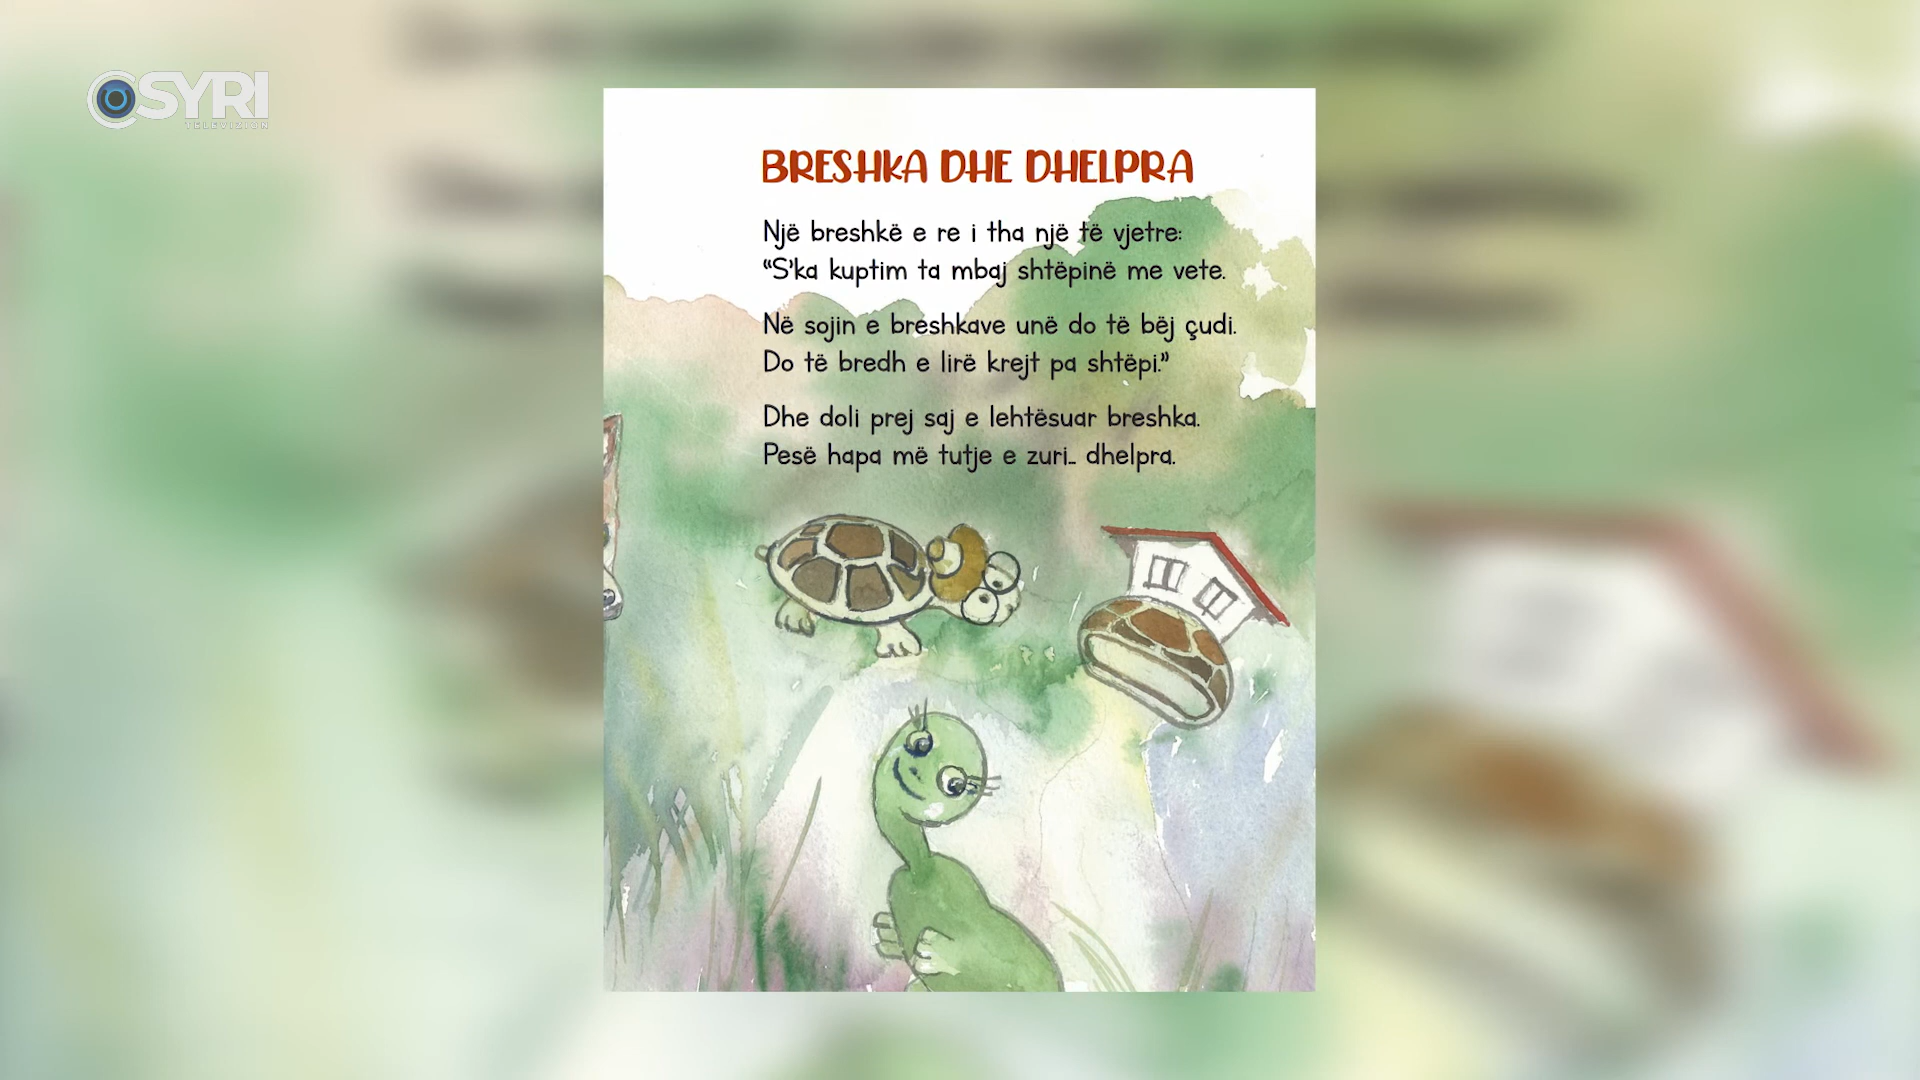 SYRI
TELEVIZION
BRESHKA DHE DHELPRA
Një breshkë e re i tha një të vjetre:
“S’ka kuptim ta mbaj shtëpinë me vete.
Në sojin e breshkave unë do të bëj çudi.
Do të bredh e lirë krejt pa shtëpi.”
Dhe doli prej saj e lehtësuar breshka.
Pesë hapa më tutje e zuri... dhelpra.